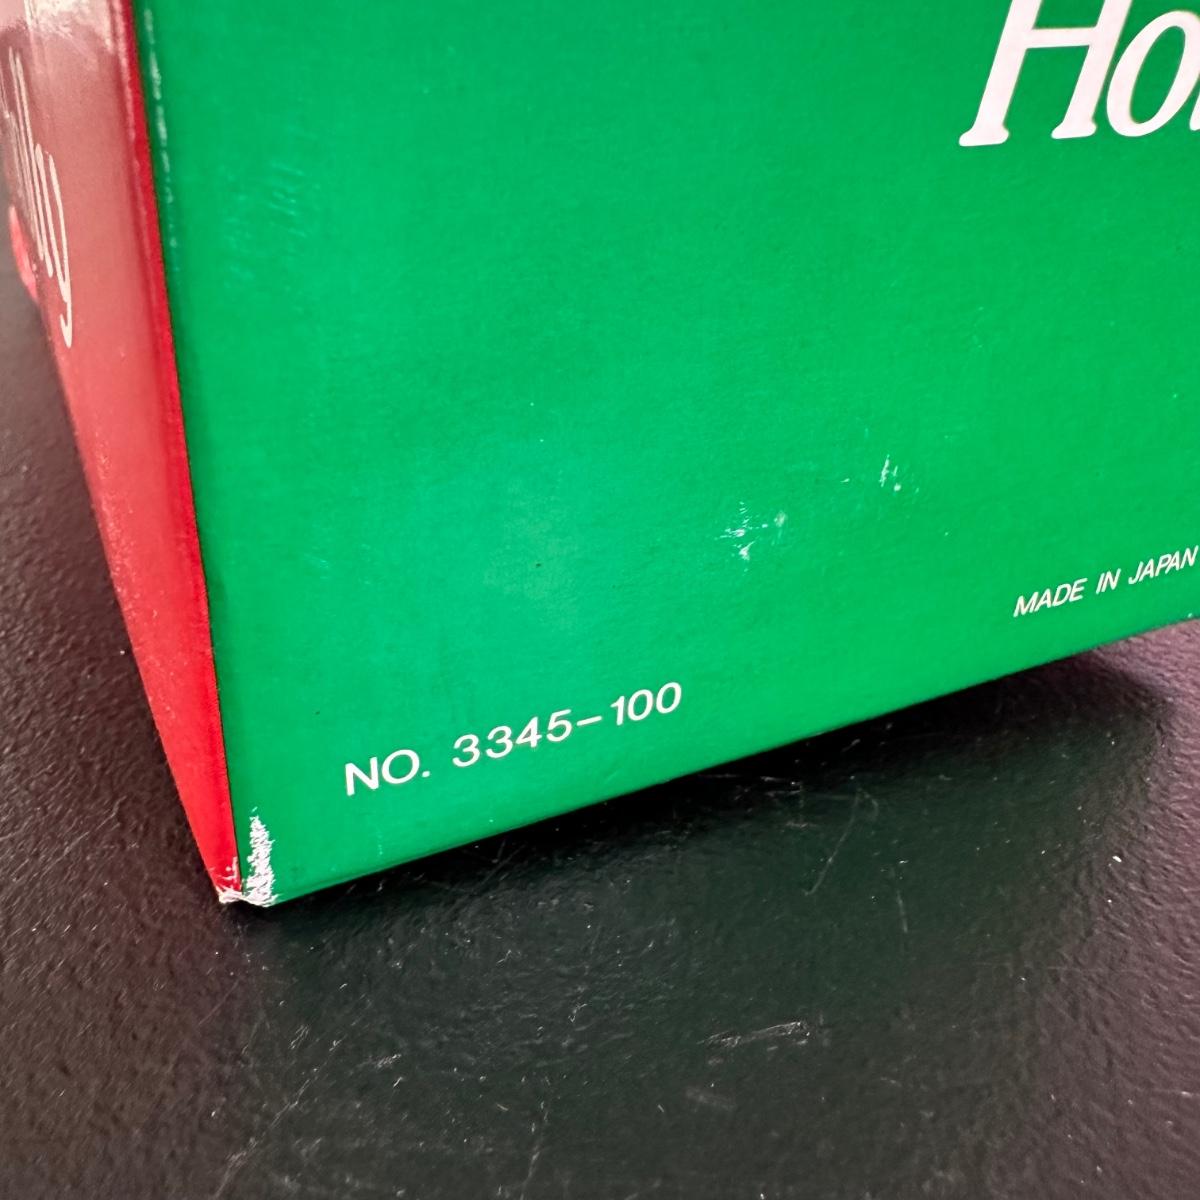 Ho
MADE IN JAPAN
NO. 3345-100